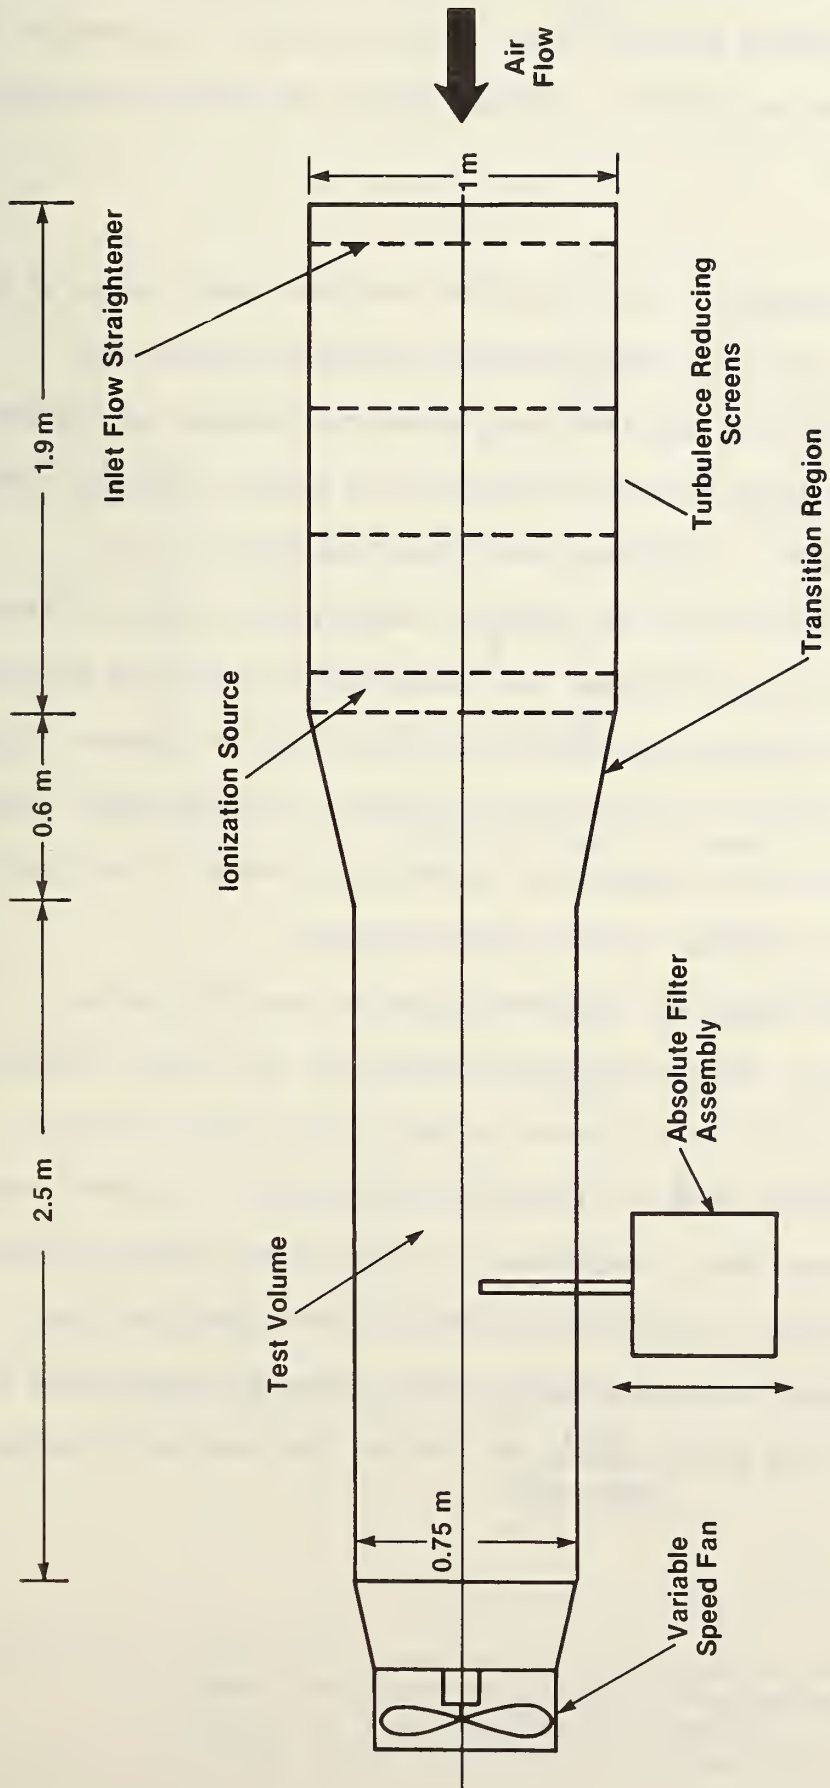 2.5 m
0.6 m
1.9 m
Inlet Flow Straightener
Ionization Source
Test Volume
0.75 m
1 m
Air
Flow
Variable
Speed Fan
Absolute Filter
Assembly
Turbulence Reducing
Screens
Transition Region